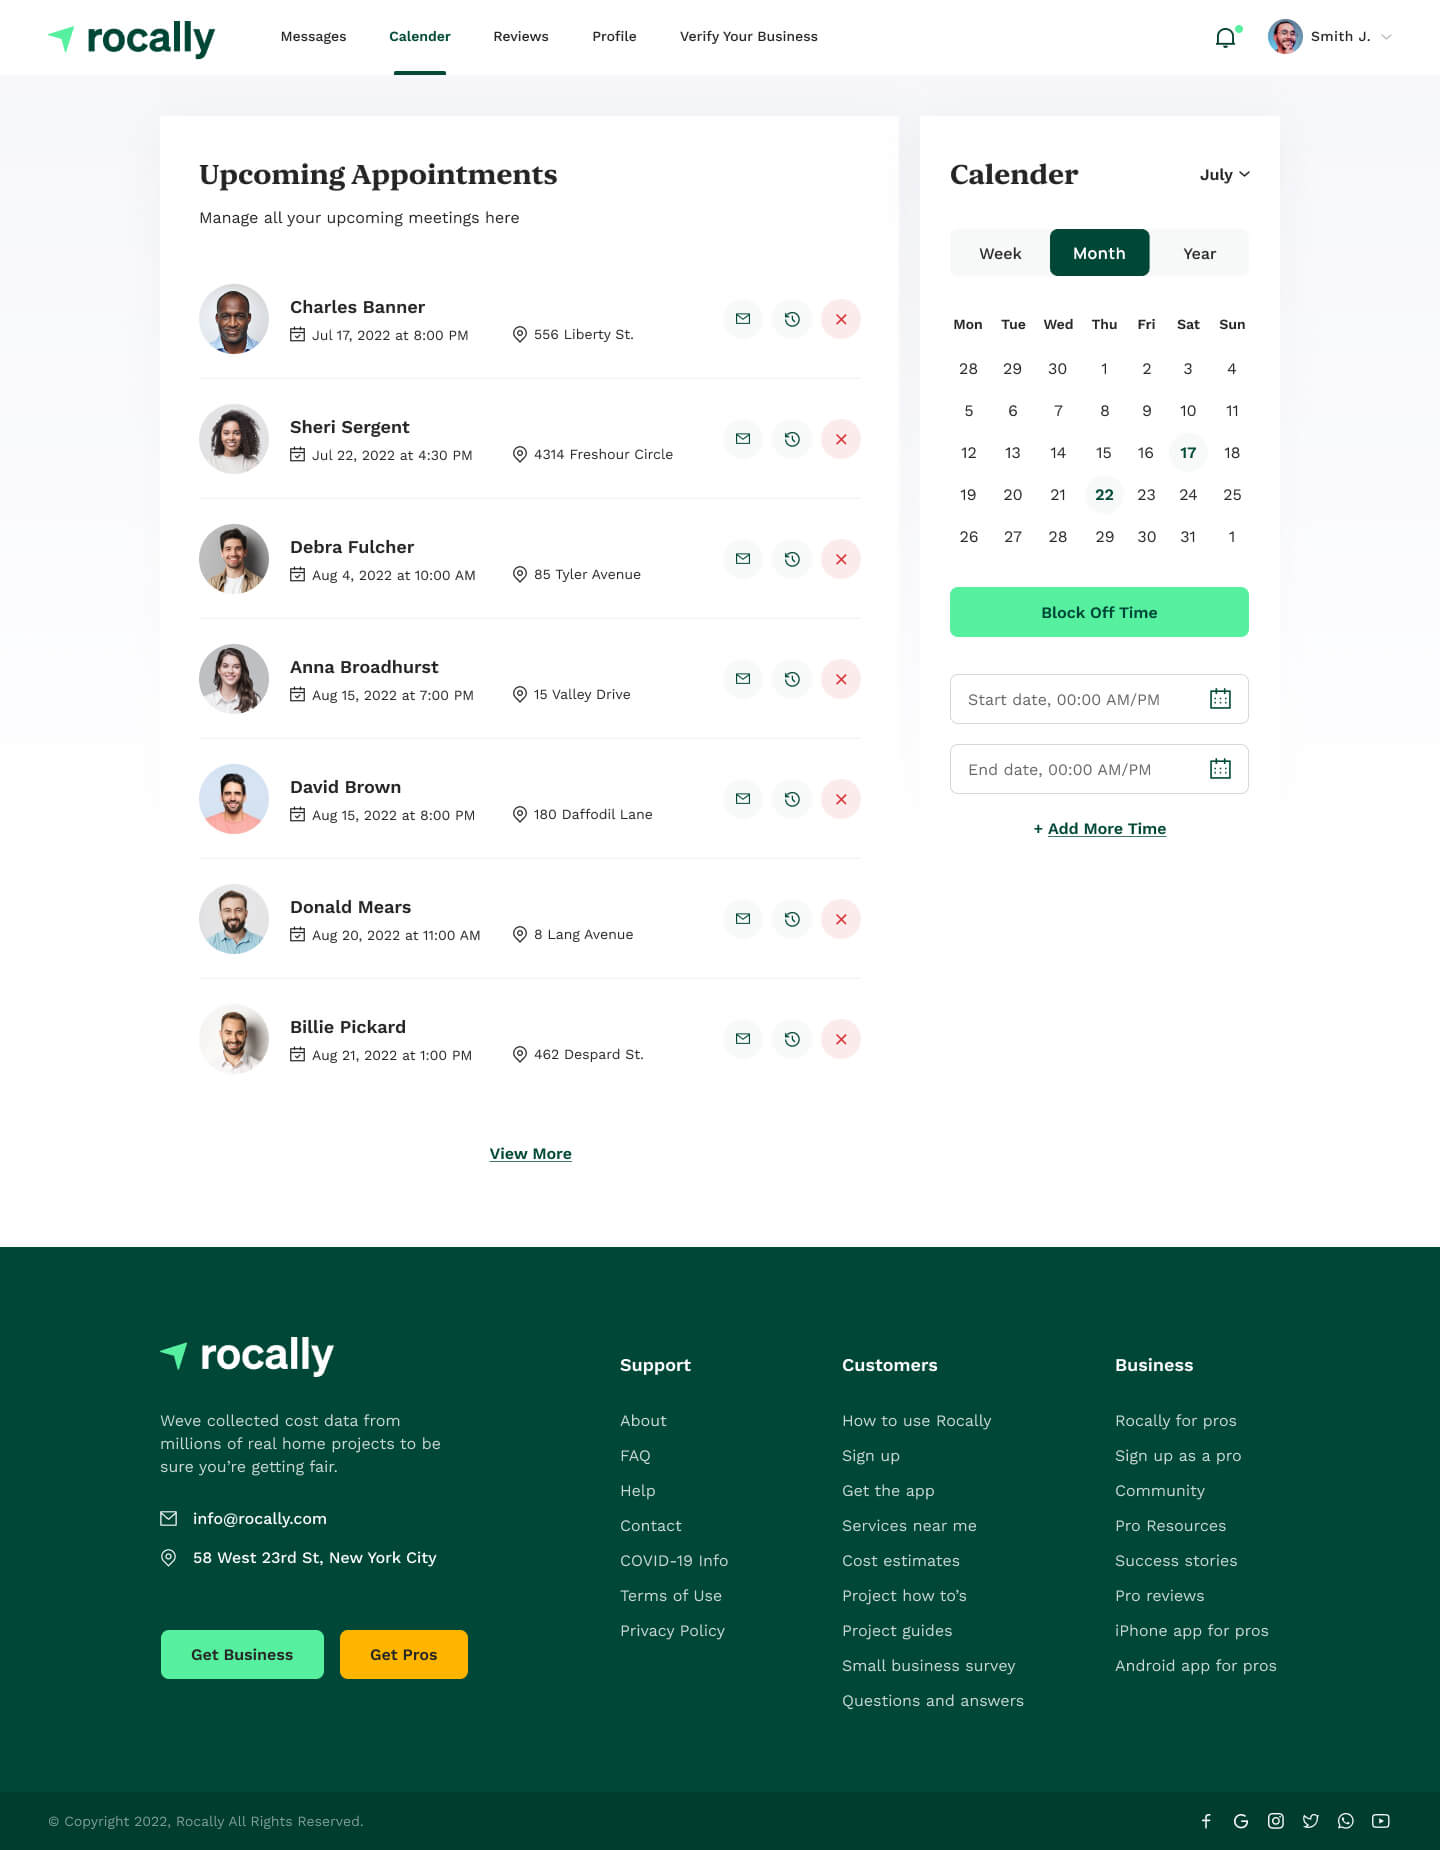 rocally
Messages Calender Reviews Profile Verify Your Business
Smith J.
Upcoming Appointments
Manage all your upcoming meetings here
Charles Banner
Jul 17, 2022 at 8:00 PM 556 Liberty St.
Sheri Sergent
Jul 22, 2022 at 4:30 PM 4314 Freshour Circle
Debra Fulcher
Aug 4, 2022 at 10:00 AM 85 Tyler Avenue
Anna Broadhurst
Aug 15, 2022 at 7:00 PM 15 Valley Drive
David Brown
Aug 15, 2022 at 8:00 PM 180 Daffodil Lane
Donald Mears
Aug 20, 2022 at 11:00 AM 8 Lang Avenue
Billie Pickard
Aug 21, 2022 at 1:00 PM 462 Despard St.
View More
Calender July
Week Month Year
Mon Tue Wed Thu Fri Sat Sun
28 29 30 1 2 3 4
5 6 7 8 9 10 11
12 13 14 15 16 17 18
19 20 21 22 23 24 25
26 27 28 29 30 31 1
Block Off Time
Start date, 00:00 AM/PM
End date, 00:00 AM/PM
+ Add More Time
rocally
Weve collected cost data from
millions of real home projects to be
sure you’re getting fair.
info@rocally.com
58 West 23rd St, New York City
Get Business Get Pros
Support
About
FAQ
Help
Contact
COVID-19 Info
Terms of Use
Privacy Policy
Customers
How to use Rocally
Sign up
Get the app
Services near me
Cost estimates
Project how to’s
Project guides
Small business survey
Questions and answers
Business
Rocally for pros
Sign up as a pro
Community
Pro Resources
Success stories
Pro reviews
iPhone app for pros
Android app for pros
© Copyright 2022, Rocally All Rights Reserved.